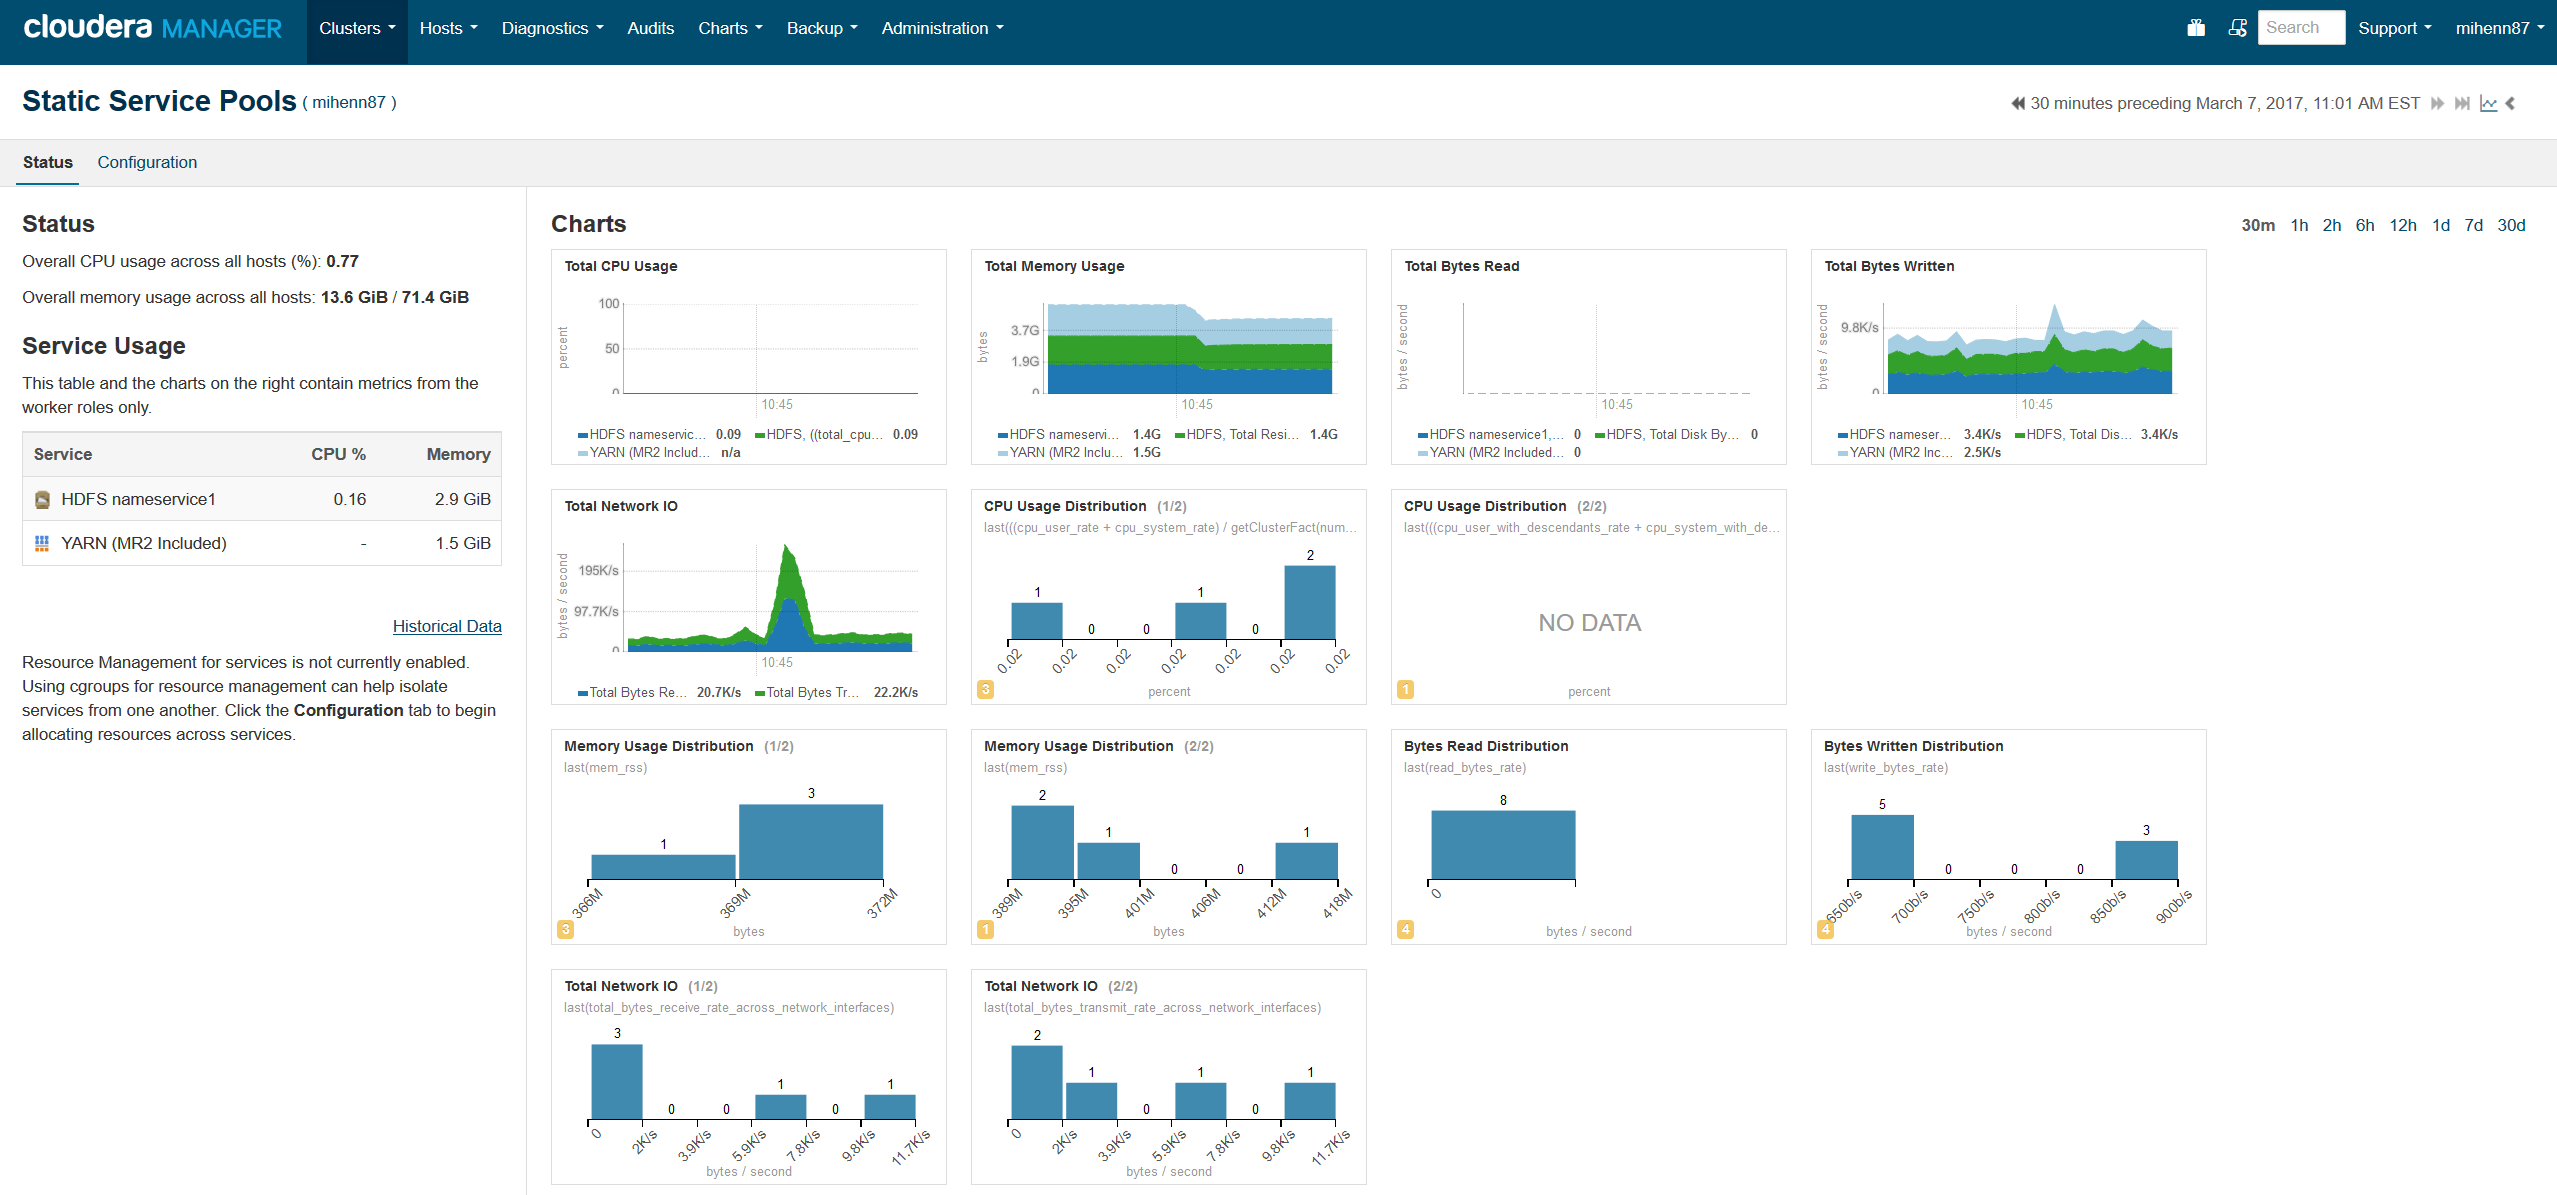 cloudera MANAGER Clusters Hosts Diagnostics Audits Charts Backup Administration Search Support mihenn87
Static Service Pools ( mihenn87 )
30 minutes preceding March 7, 2017, 11:01 AM EST
Status Configuration
Status
Overall CPU usage across all hosts (%): 0.77
Overall memory usage across all hosts: 13.6 GiB / 71.4 GiB
Service Usage
This table and the charts on the right contain metrics from the
worker roles only.
Service CPU % Memory
HDFS nameservice1 0.16 2.9 GiB
YARN (MR2 Included) - 1.5 GiB
Historical Data
Resource Management for services is not currently enabled.
Using cgroups for resource management can help isolate
services from one another. Click the Configuration tab to begin
allocating resources across services.
Charts
30m 1h 2h 6h 12h 1d 7d 30d
Total CPU Usage
percent
100
50
0
10:45
HDFS nameservic... 0.09 HDFS, ((total_cpu... 0.09
YARN (MR2 Includ... n/a
Total Memory Usage
bytes
3.7G
1.9G
0
10:45
HDFS nameservi... 1.4G HDFS, Total Resi... 1.4G
YARN (MR2 Inclu... 1.5G
Total Bytes Read
bytes / second
10:45
HDFS nameservice1,... 0 HDFS, Total Disk By... 0
YARN (MR2 Included... 0
Total Bytes Written
bytes / second
9.8K/s
0
10:45
HDFS nameser... 3.4K/s HDFS, Total Dis... 3.4K/s
YARN (MR2 Inc... 2.5K/s
Total Network IO
bytes / second
195K/s
97.7K/s
0
10:45
Total Bytes Re... 20.7K/s Total Bytes Tr... 22.2K/s
CPU Usage Distribution (1/2)
last(((cpu_user_rate + cpu_system_rate) / getClusterFact(num...
1 0 0 1 0 2
0.02 0.02 0.02 0.02 0.02 0.02 0.02
3 percent
CPU Usage Distribution (2/2)
last(((cpu_user_with_descendants_rate + cpu_system_with_de...
NO DATA
1 percent
Memory Usage Distribution (1/2)
last(mem_rss)
1 3
366M 369M 372M
3 bytes
Memory Usage Distribution (2/2)
last(mem_rss)
2 1 0 0 1
389M 395M 401M 406M 412M 418M
1 bytes
Bytes Read Distribution
last(read_bytes_rate)
8
0
4 bytes / second
Bytes Written Distribution
last(write_bytes_rate)
5 0 0 0 3
650b/s 700b/s 750b/s 800b/s 850b/s 900b/s
4 bytes / second
Total Network IO (1/2)
last(total_bytes_receive_rate_across_network_interfaces)
3 0 0 1 0 1
0 2K/s 3.9K/s 5.9K/s 7.8K/s 9.8K/s 11.7K/s
bytes / second
Total Network IO (2/2)
last(total_bytes_transmit_rate_across_network_interfaces)
2 1 0 1 0 1
0 2K/s 3.9K/s 5.9K/s 7.8K/s 9.8K/s 11.7K/s
bytes / second